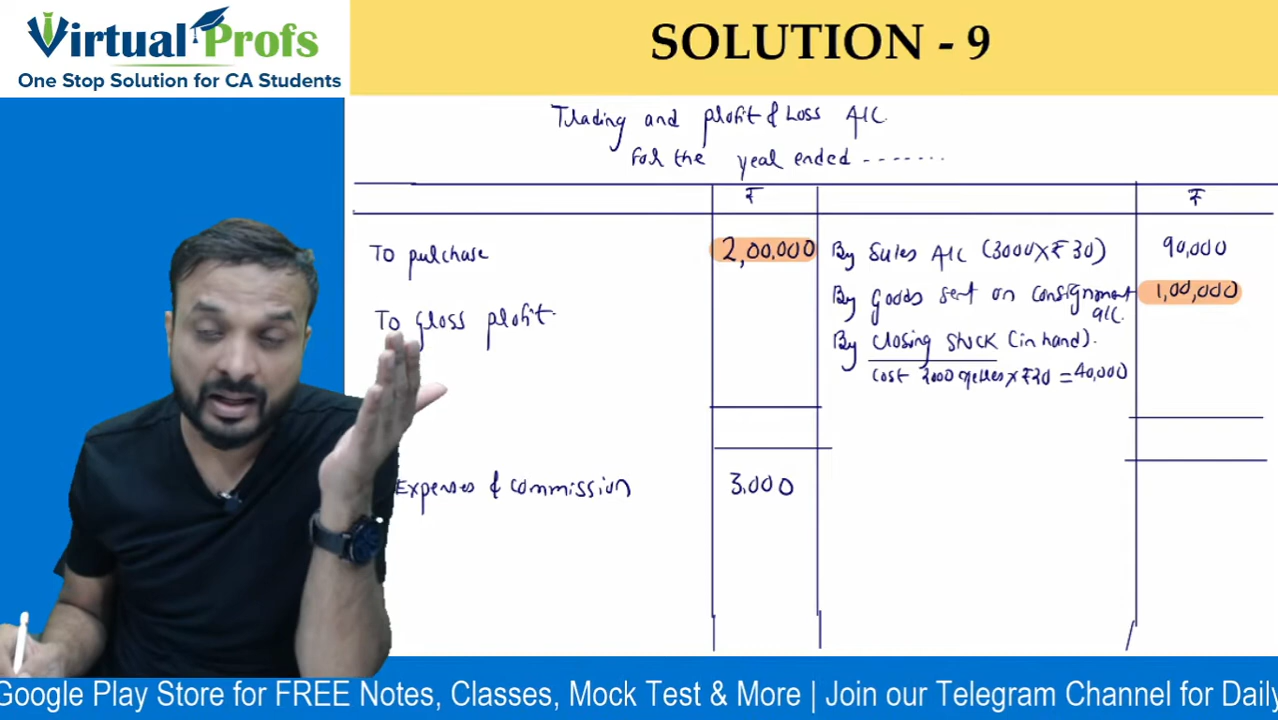 Virtual Profs
One Stop Solution for CA Students
SOLUTION - 9
Trading and profit & Loss A/C
For the year ended --------
₹ ₹
To purchase 2,00,000 By Sales A/C (3000×₹30) 90,000
By goods sent on consignment a/c. 1,00,000
To Gross profit
By closing stock (in hand).
cost 2000 ×₹20 = 40,000
Expenses & commission 3,000
Google Play Store for FREE Notes, Classes, Mock Test & More | Join our Telegram Channel for Daily